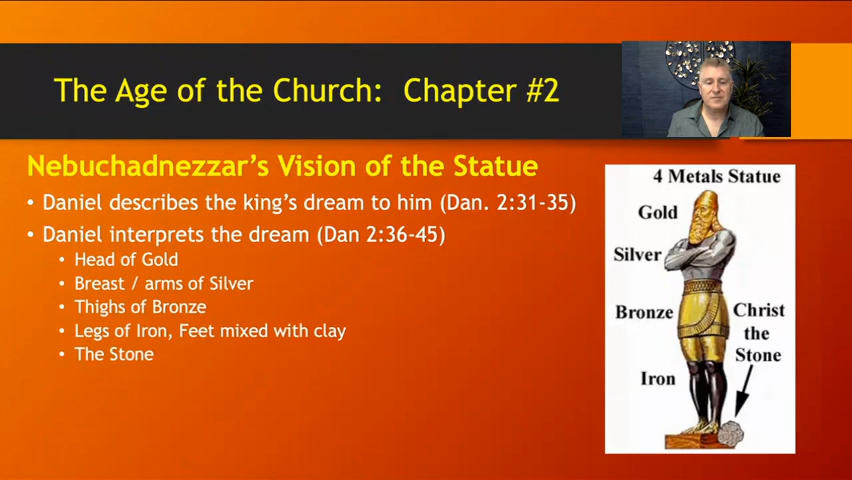 The Age of the Church: Chapter #2
Nebuchadnezzar's Vision of the Statue
• Daniel describes the king's dream to him (Dan. 2:31-35)
• Daniel interprets the dream (Dan 2:36-45)
• Head of Gold
• Breast / arms of Silver
• Thighs of Bronze
• Legs of Iron, Feet mixed with clay
• The Stone
4 Metals Statue
Gold
Silver
Bronze
Christ
the
Stone
Iron